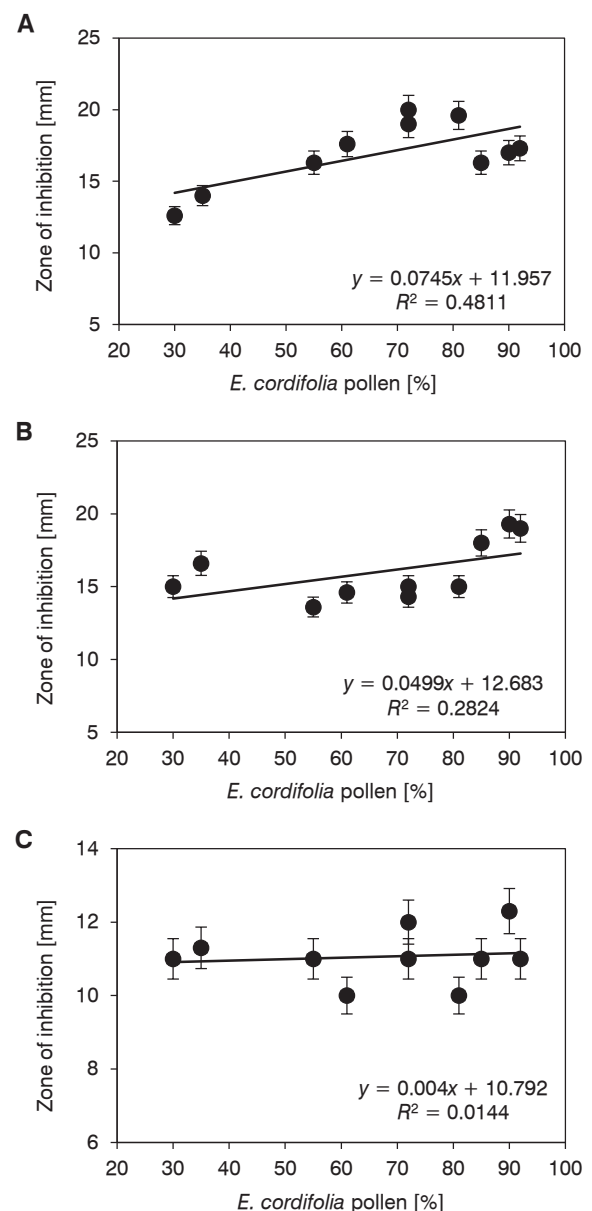 A
25
20
15
10
5
Zone of inhibition [mm]
y = 0.0745x + 11.957
R² = 0.4811
20 30 40 50 60 70 80 90 100
E. cordifolia pollen [%]
B
25
20
15
10
5
Zone of inhibition [mm]
y = 0.0499x + 12.683
R² = 0.2824
20 30 40 50 60 70 80 90 100
E. cordifolia pollen [%]
C
14
12
10
8
6
Zone of inhibition [mm]
y = 0.004x + 10.792
R² = 0.0144
20 30 40 50 60 70 80 90 100
E. cordifolia pollen [%]